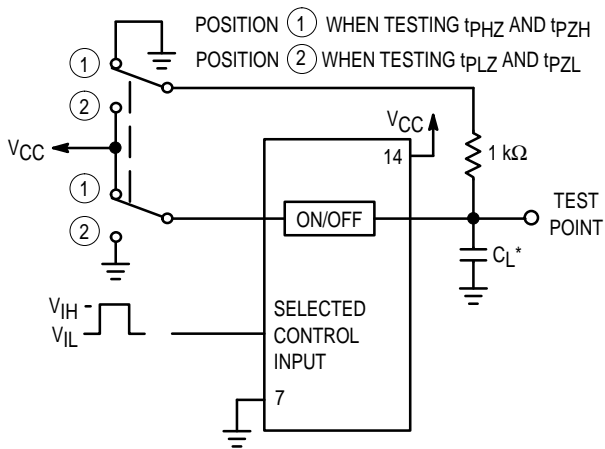 POSITION 1 WHEN TESTING tPHZ AND tPZH
POSITION 2 WHEN TESTING tPLZ AND tPZL
1
2
VCC
1
2
VCC
14
1 kΩ
ON/OFF
TEST
POINT
CL*
VIH
VIL
SELECTED
CONTROL
INPUT
7